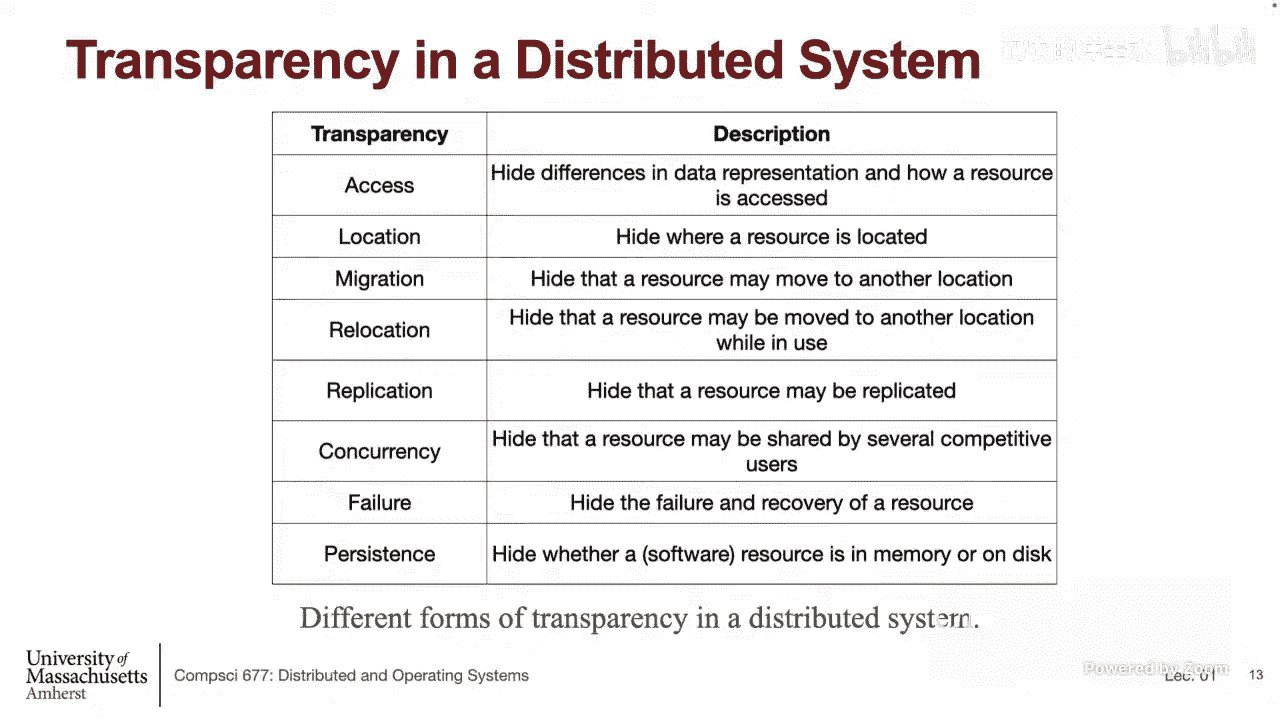 Transparency in a Distributed System
bilibili
Transparency
Description
Access
Hide differences in data representation and how a resource
is accessed
Location
Hide where a resource is located
Migration
Hide that a resource may move to another location
Relocation
Hide that a resource may be moved to another location
while in use
Replication
Hide that a resource may be replicated
Concurrency
Hide that a resource may be shared by several competitive
users
Failure
Hide the failure and recovery of a resource
Persistence
Hide whether a (software) resource is in memory or on disk
Different forms of transparency in a distributed system.
University of
Massachusetts
Amherst
Compsci 677: Distributed and Operating Systems
Powered by Zoom
Lec. 01
13